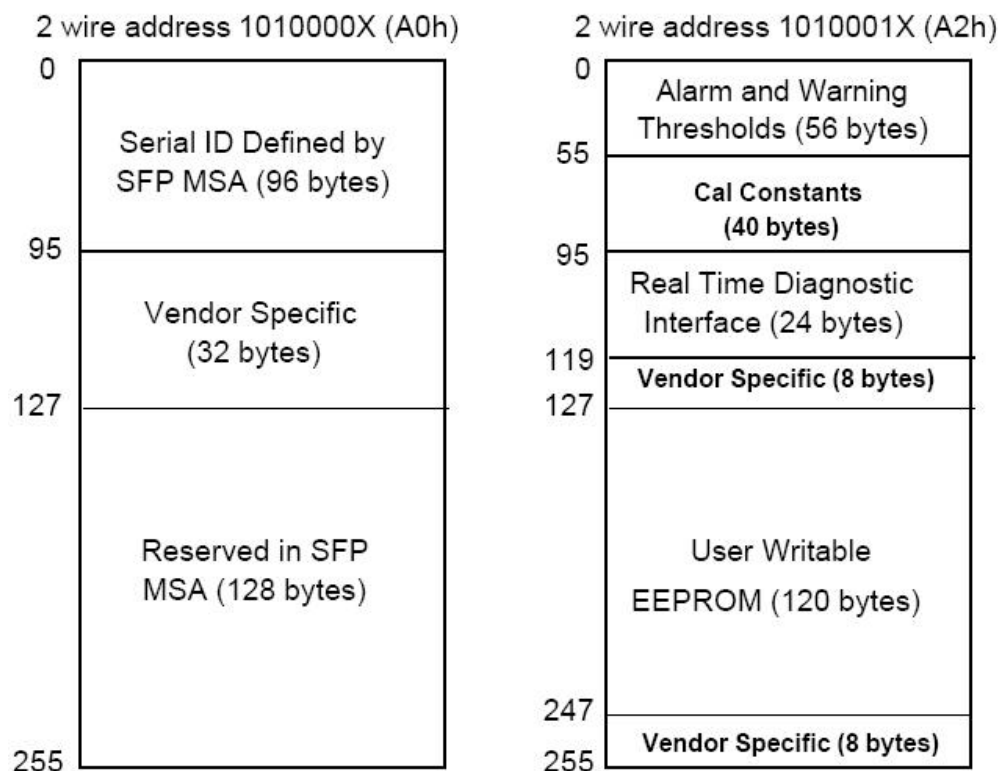 2 wire address 1010000X (A0h)
0
Serial ID Defined by
SFP MSA (96 bytes)
95
Vendor Specific
(32 bytes)
127
Reserved in SFP
MSA (128 bytes)
255
2 wire address 1010001X (A2h)
0
Alarm and Warning
Thresholds (56 bytes)
55
Cal Constants
(40 bytes)
95
Real Time Diagnostic
Interface (24 bytes)
119
Vendor Specific (8 bytes)
127
User Writable
EEPROM (120 bytes)
247
Vendor Specific (8 bytes)
255